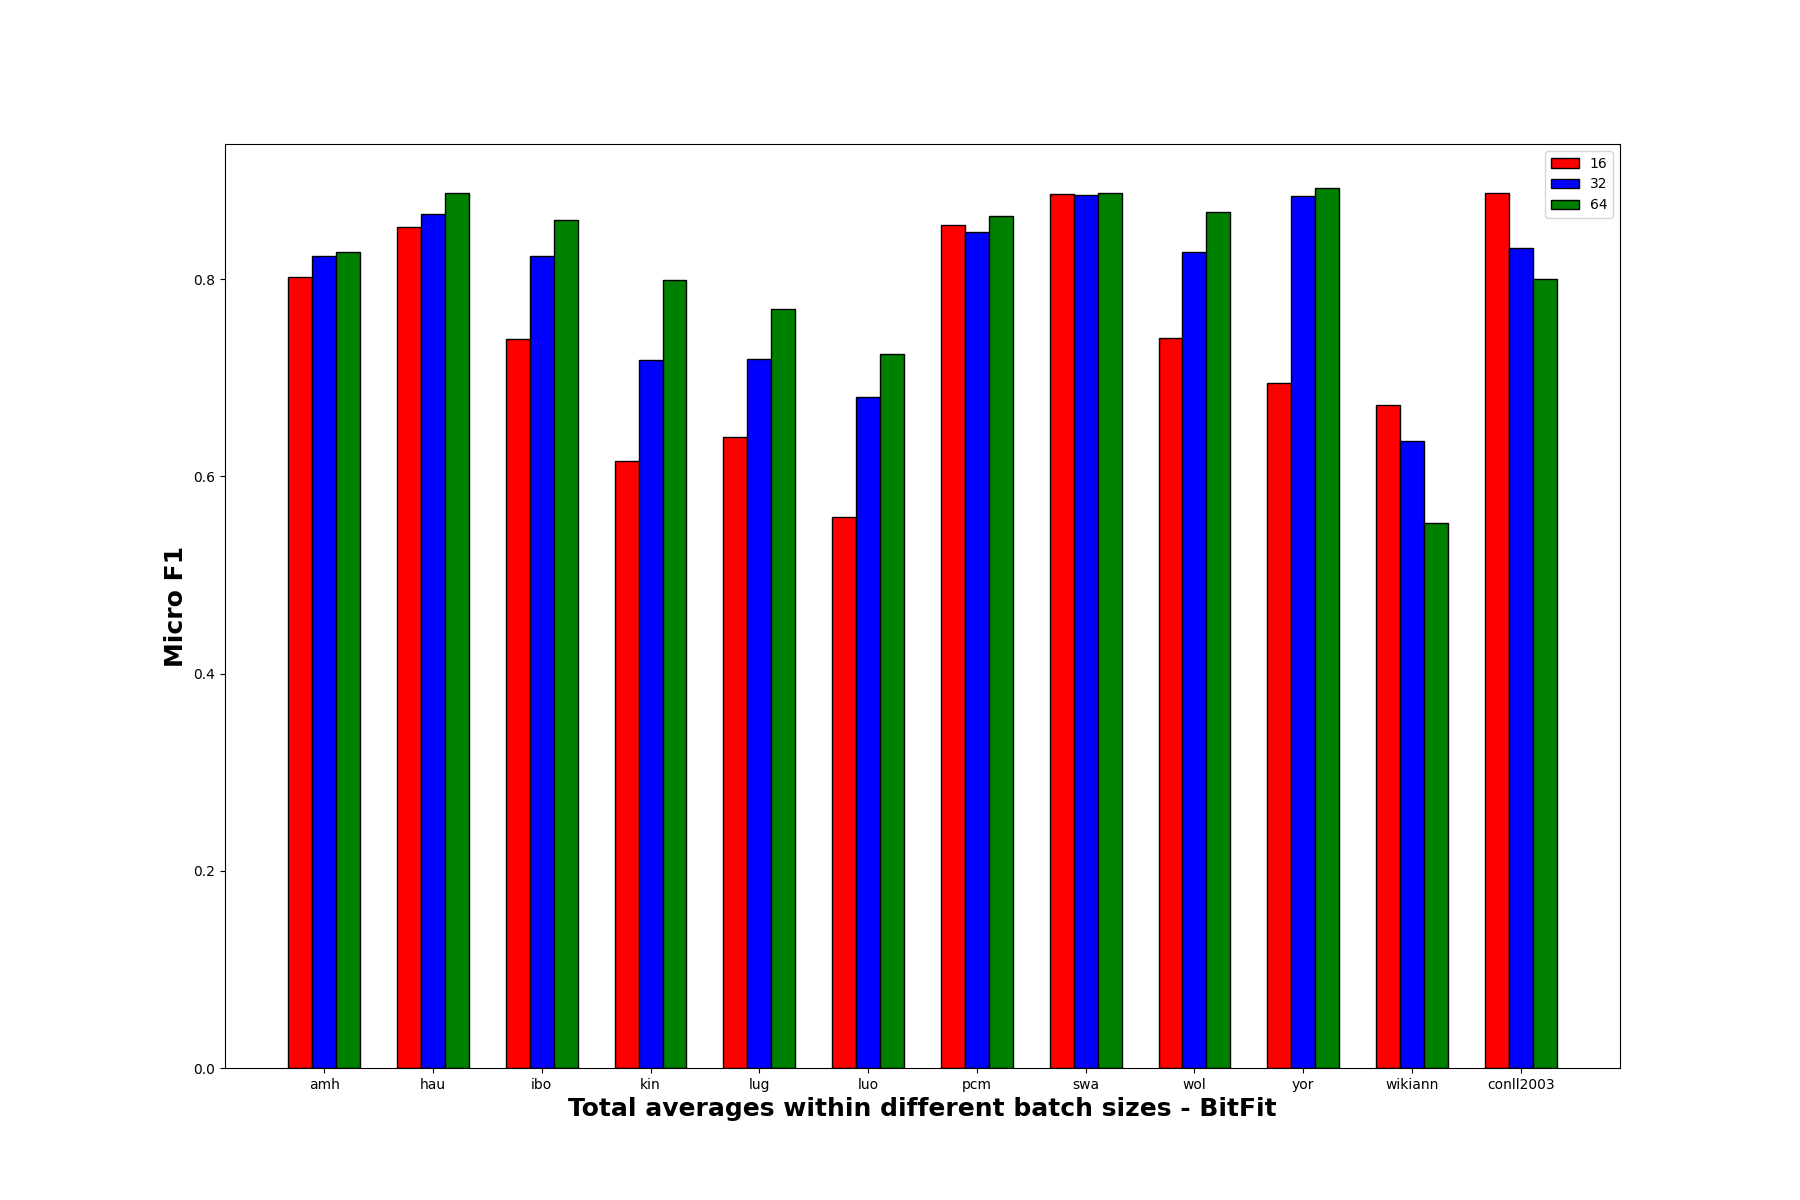 16
32
64
0.8
0.6
0.4
0.2
0.0
Micro F1
amh hau ibo kin lug luo pcm swa wol yor wikiann conll2003
Total averages within different batch sizes - BitFit